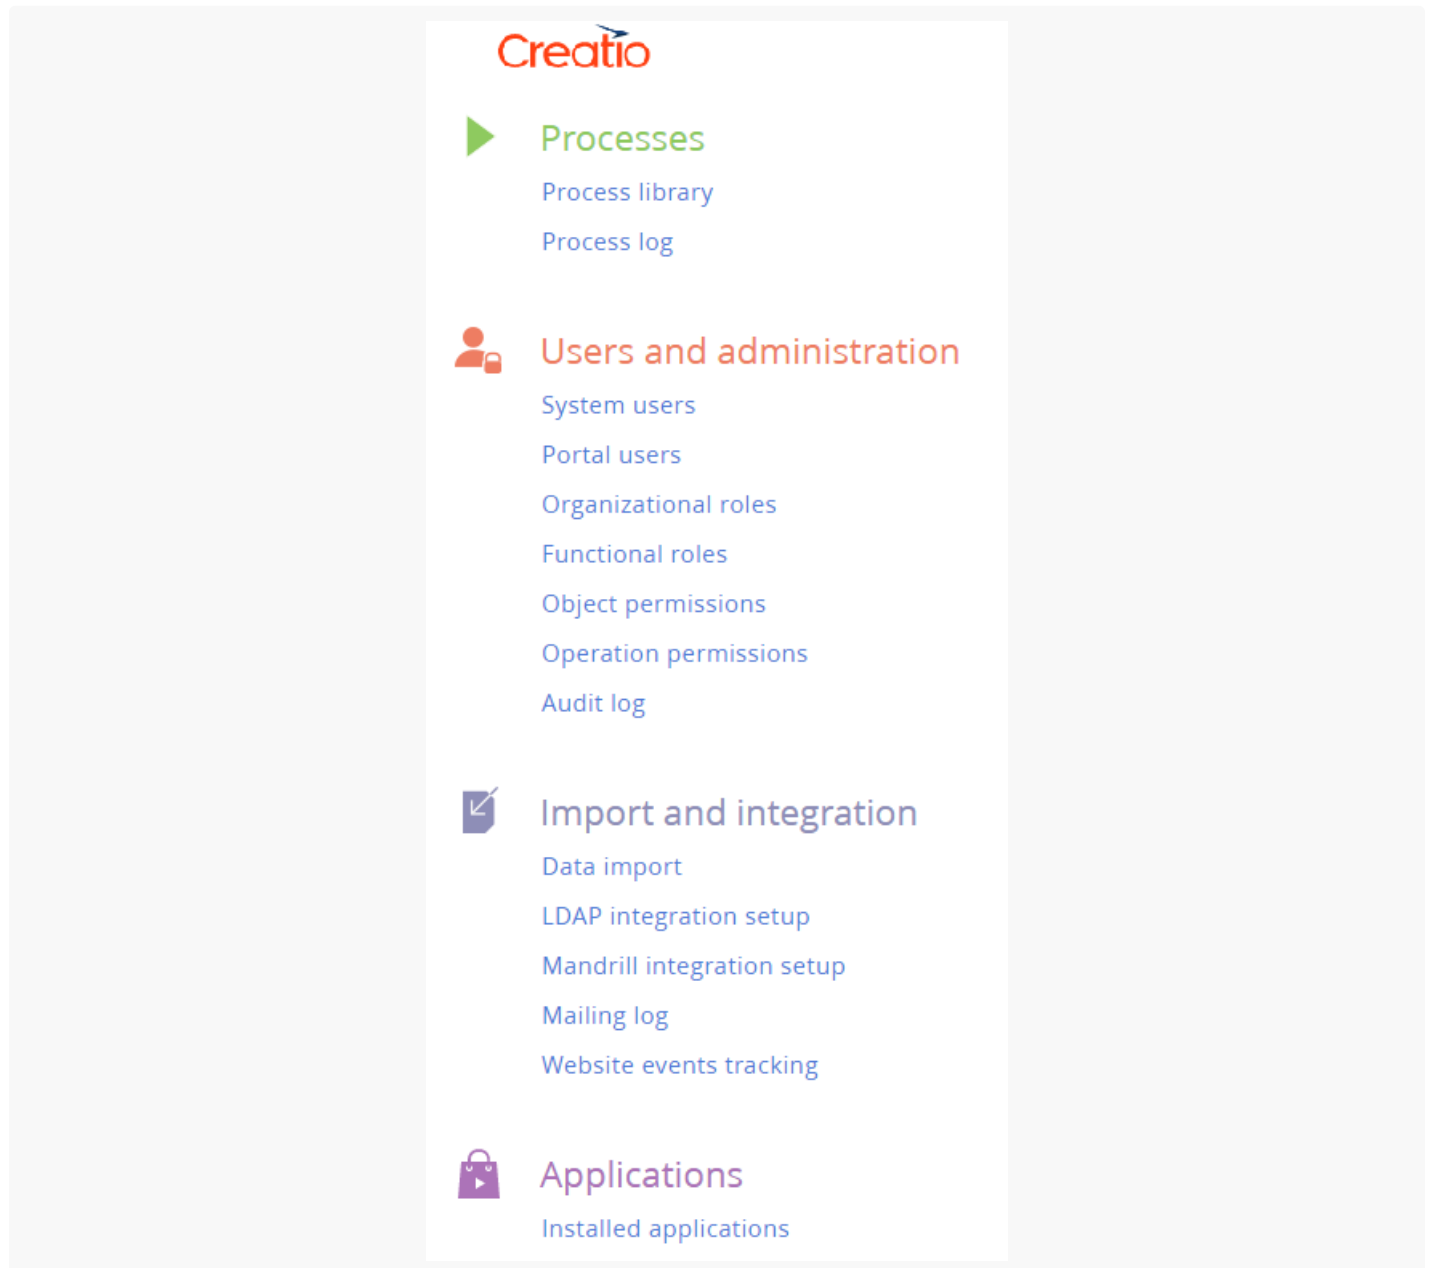 Creatio
Processes
Process library
Process log
Users and administration
System users
Portal users
Organizational roles
Functional roles
Object permissions
Operation permissions
Audit log
Import and integration
Data import
LDAP integration setup
Mandrill integration setup
Mailing log
Website events tracking
Applications
Installed applications